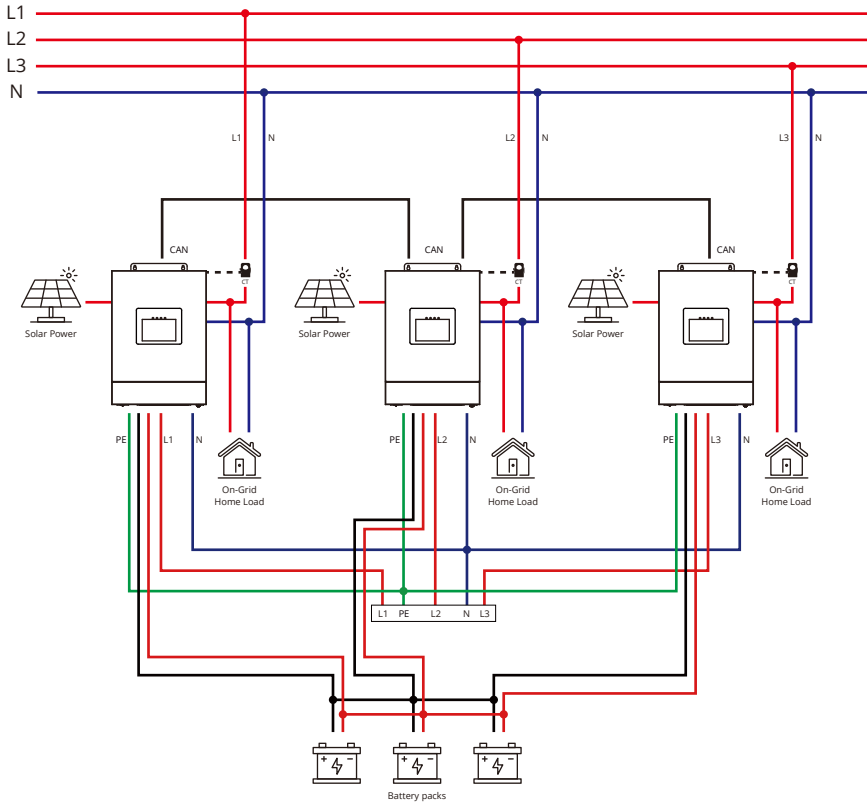 L1
L2
L3
N
L1
N
L2
N
L3
N
CAN
CAN
CAN
CT
CT
CT
Solar Power
Solar Power
Solar Power
PE
L1
N
PE
L2
N
PE
L3
N
On-Grid
Home Load
On-Grid
Home Load
On-Grid
Home Load
L1 PE L2 N L3
+ −
+ −
+ −
Battery packs